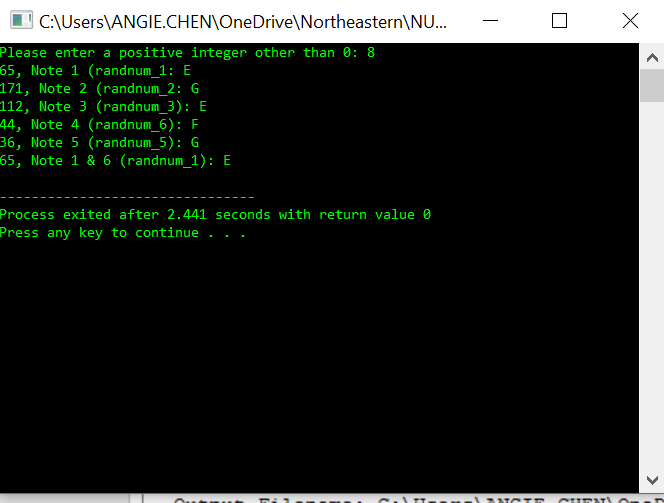 C:\Users\ANGIE.CHEN\OneDrive\Northeastern\NU...
Please enter a positive integer other than 0: 8
65, Note 1 (randnum_1: E
171, Note 2 (randnum_2: G
112, Note 3 (randnum_3): E
44, Note 4 (randnum_6): F
36, Note 5 (randnum_5): G
65, Note 1 & 6 (randnum_1): E
--------------------------------
Process exited after 2.441 seconds with return value 0
Press any key to continue . . .
Output Filename: C:\Users\ANGIE.CHEN\OneD